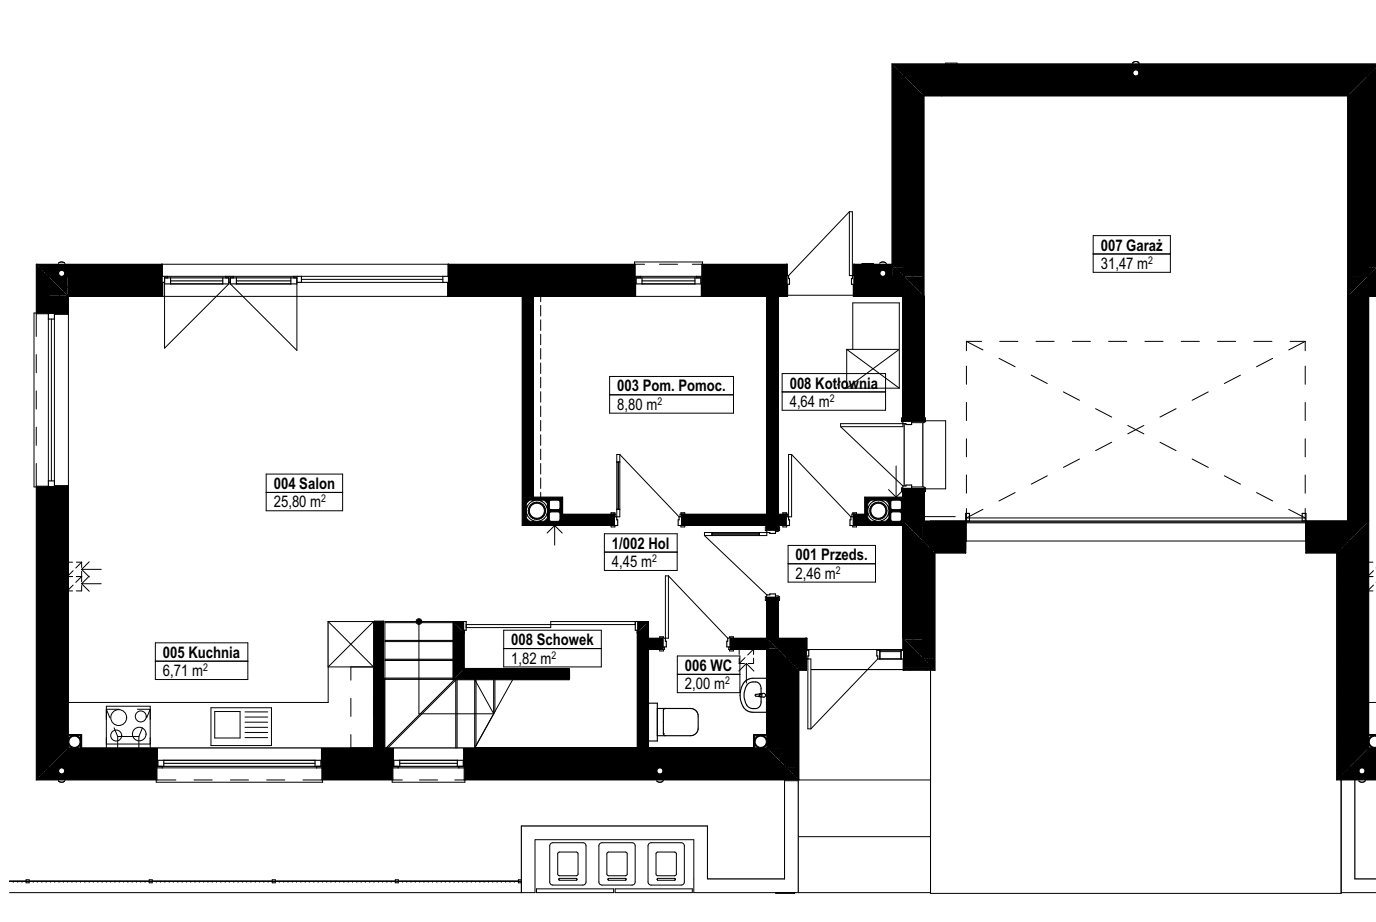 007 Garaż
31,47 m²
003 Pom. Pomoc.
8,80 m²
008 Kotłownia
4,64 m²
004 Salon
25,80 m²
1/002 Hol
4,45 m²
001 Przeds.
2,46 m²
005 Kuchnia
6,71 m²
008 Schowek
1,82 m²
006 WC
2,00 m²